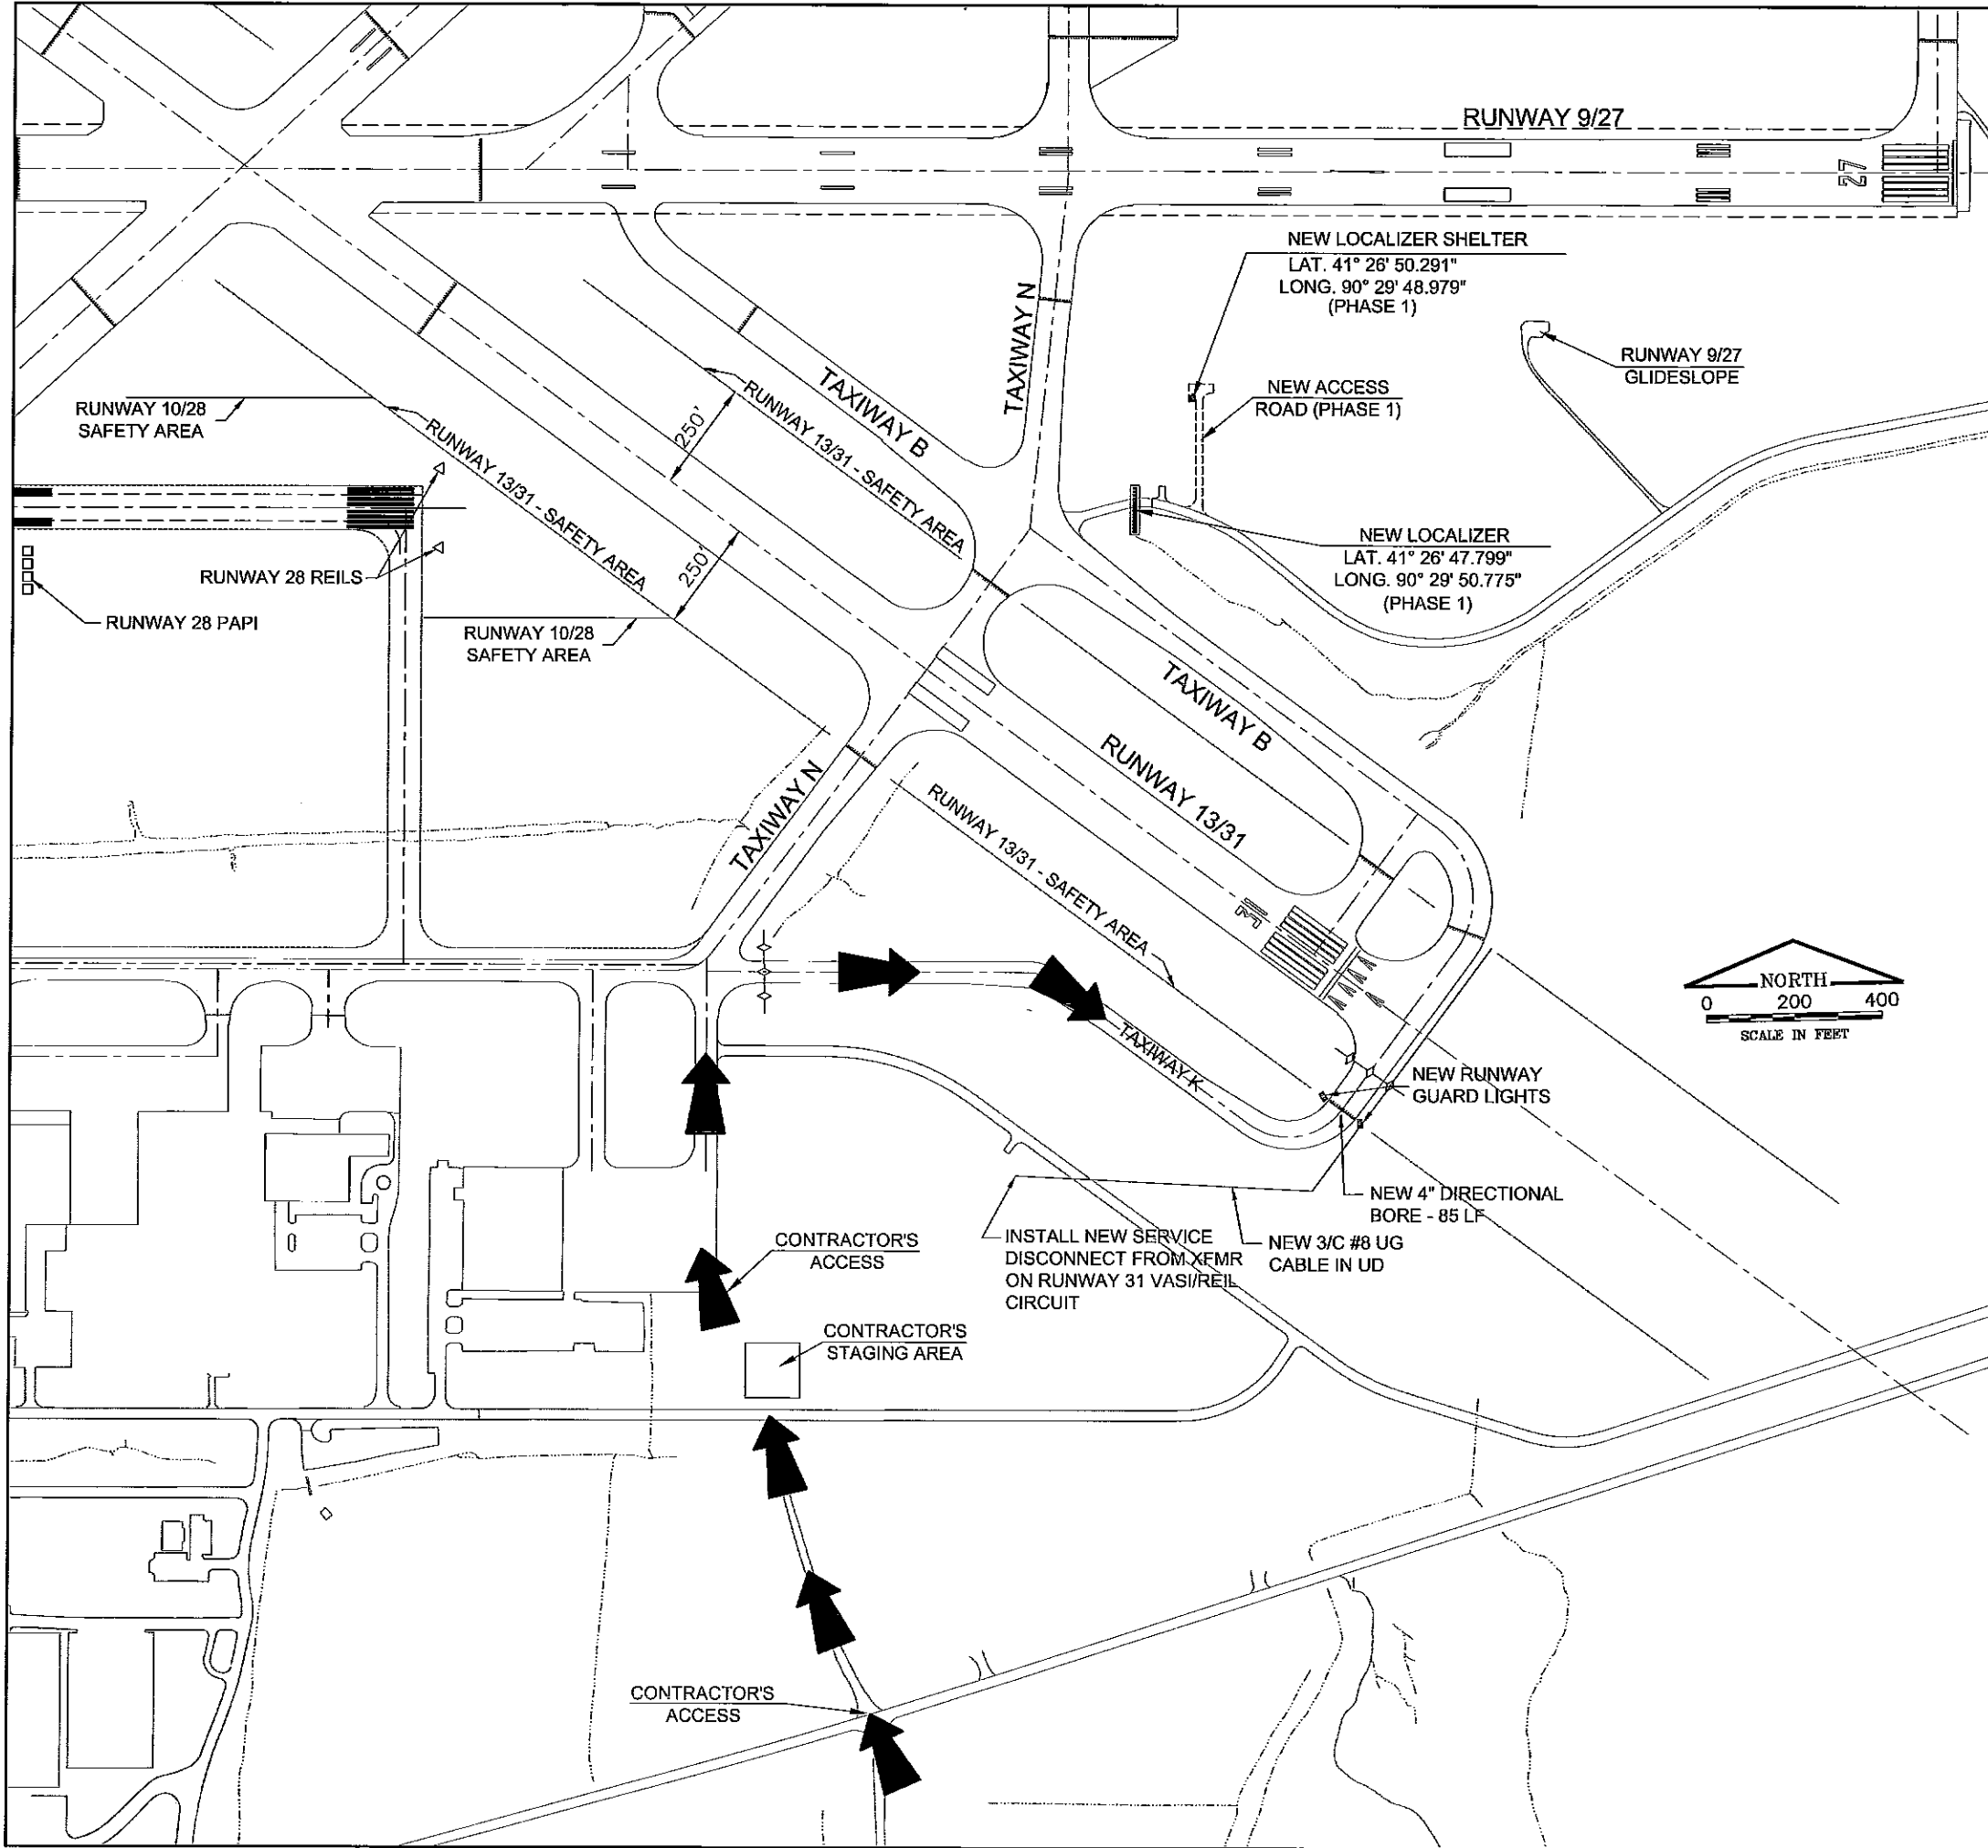 RUNWAY 9/27
27
NEW LOCALIZER SHELTER
LAT. 41° 26' 50.291"
LONG. 90° 29' 48.979"
(PHASE 1)
TAXIWAY N
RUNWAY 9/27
GLIDESLOPE
NEW ACCESS
ROAD (PHASE 1)
TAXIWAY B
RUNWAY 13/31 - SAFETY AREA
250'
RUNWAY 10/28
SAFETY AREA
RUNWAY 13/31 - SAFETY AREA
250'
NEW LOCALIZER
LAT. 41° 26' 47.799"
LONG. 90° 29' 50.775"
(PHASE 1)
RUNWAY 28 REILS
RUNWAY 28 PAPI
RUNWAY 10/28
SAFETY AREA
TAXIWAY B
RUNWAY 13/31
TAXIWAY N
RUNWAY 13/31 - SAFETY AREA
31
NORTH
0 200 400
SCALE IN FEET
TAXIWAY K
NEW RUNWAY
GUARD LIGHTS
NEW 4" DIRECTIONAL
BORE - 85 LF
NEW 3/C #8 UG
CABLE IN UD
INSTALL NEW SERVICE
DISCONNECT FROM XFMR
ON RUNWAY 31 VASI/REIL
CIRCUIT
CONTRACTOR'S
ACCESS
CONTRACTOR'S
STAGING AREA
CONTRACTOR'S
ACCESS